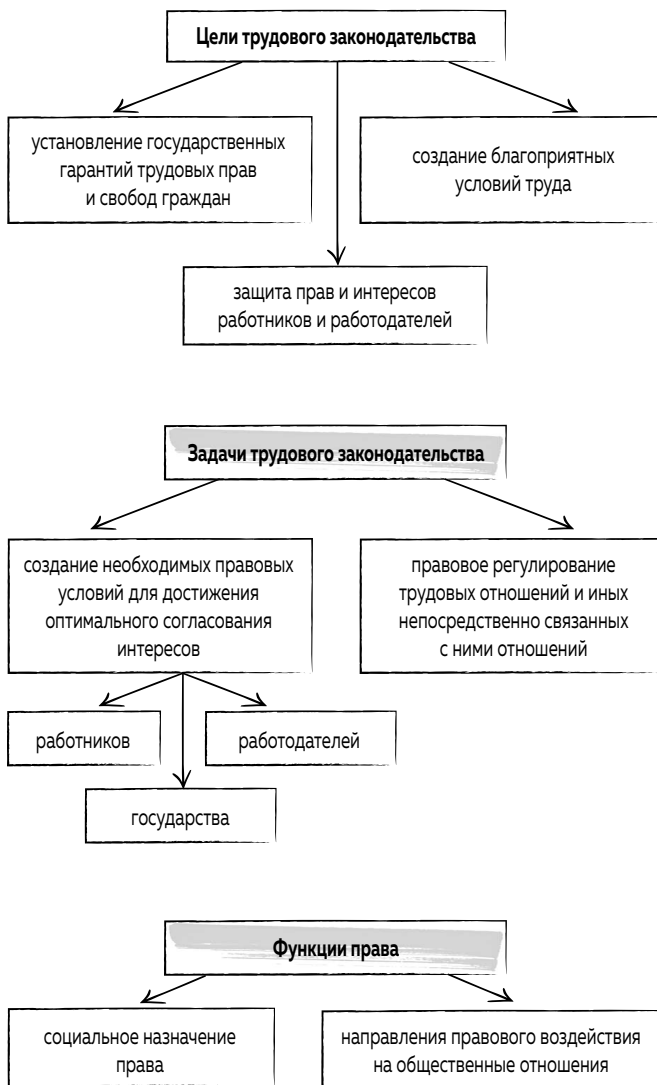 Цели трудового законодательства
установление государственных
гарантий трудовых прав
и свобод граждан
создание благоприятных
условий труда
защита прав и интересов
работников и работодателей
Задачи трудового законодательства
создание необходимых правовых
условий для достижения
оптимального согласования
интересов
правовое регулирование
трудовых отношений и иных
непосредственно связанных
с ними отношений
работников
работодателей
государства
Функции права
социальное назначение
права
направления правового воздействия
на общественные отношения